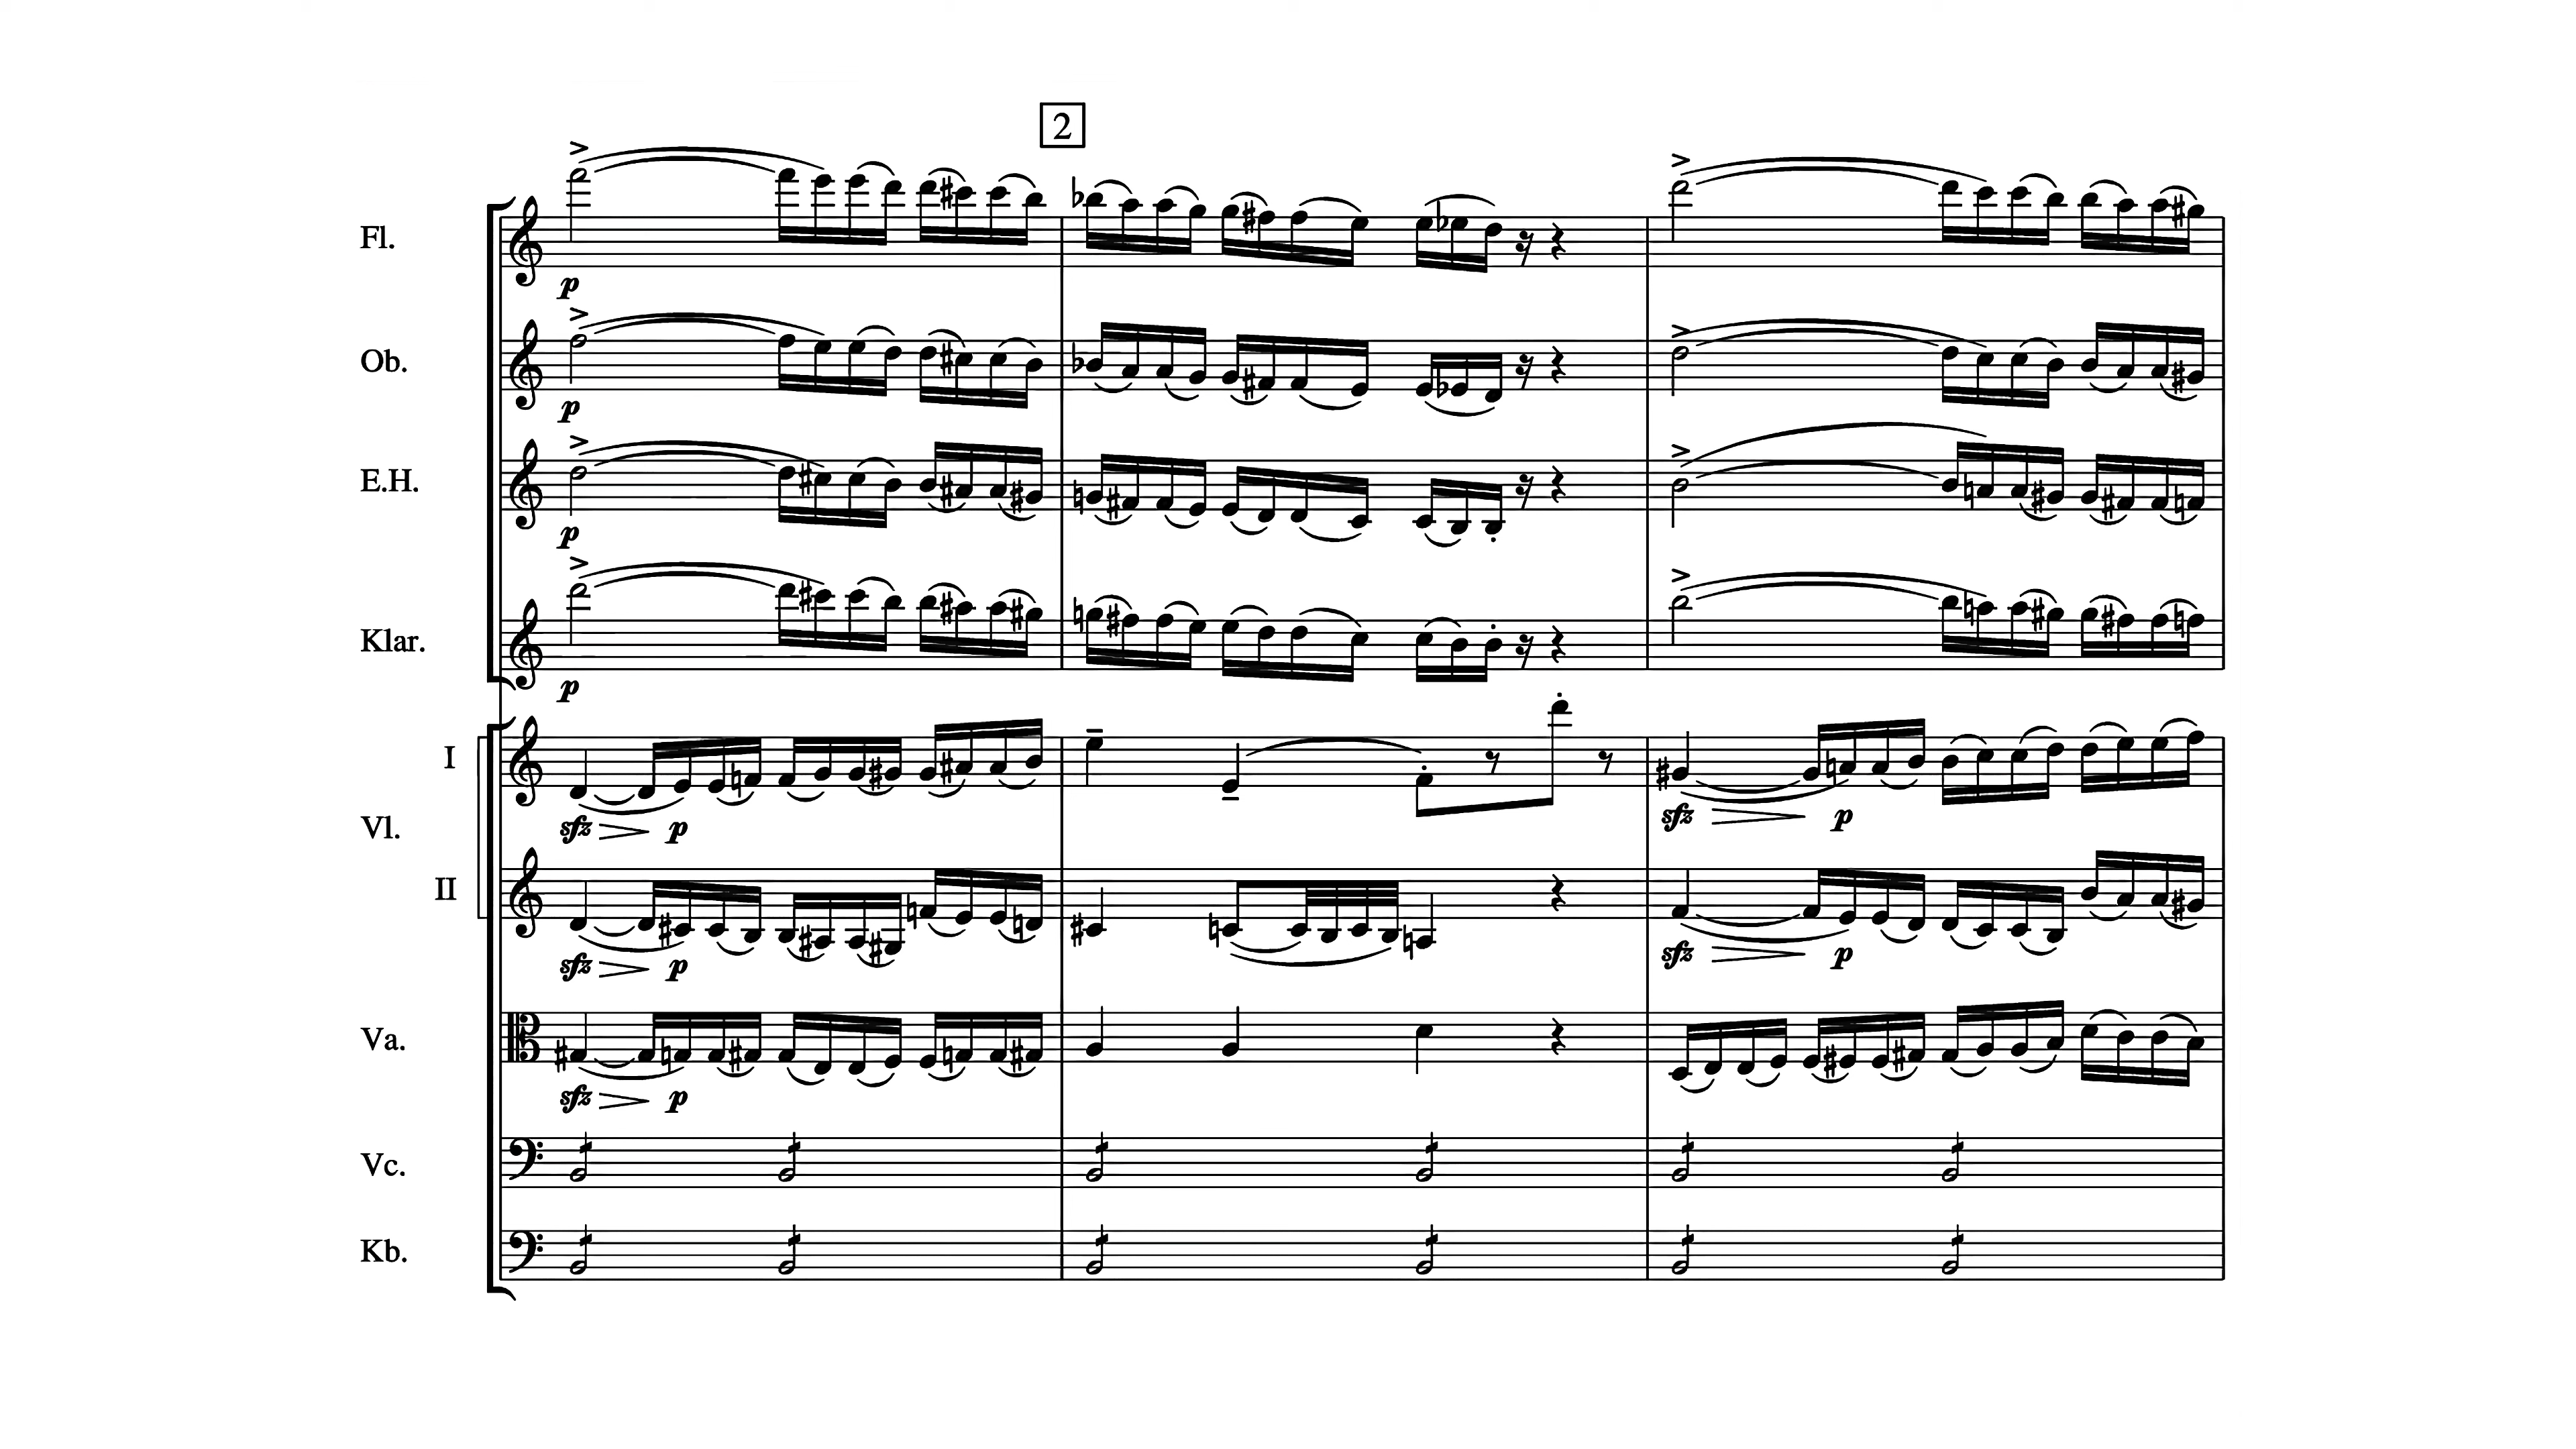 2
Fl.
p
Ob.
p
E.H.
p
Klar.
p
I
sfz p sfz p
Vl.
II
sfz p sfz p
Va.
sfz p
Vc.
Kb.